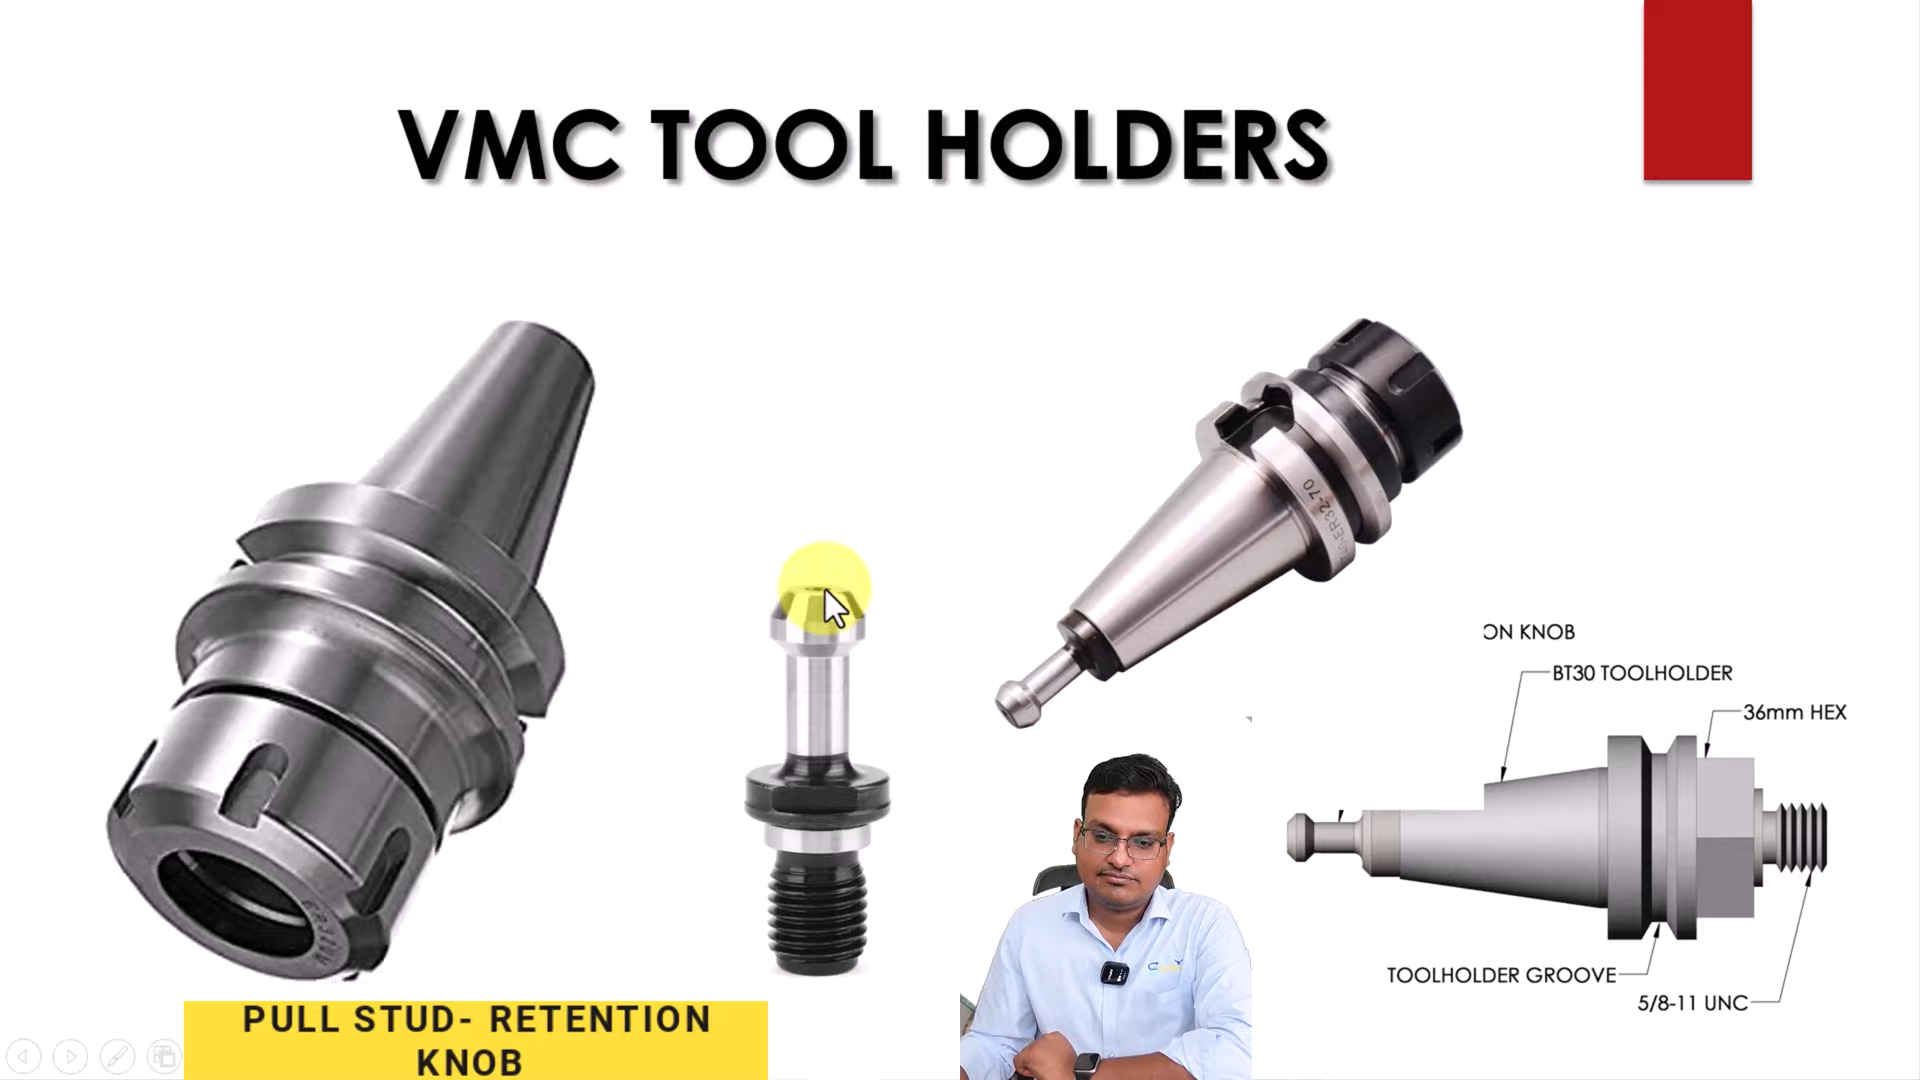 VMC TOOL HOLDERS
ON KNOB
BT30 TOOLHOLDER
36mm HEX
TOOLHOLDER GROOVE
5/8-11 UNC
PULL STUD- RETENTION
KNOB